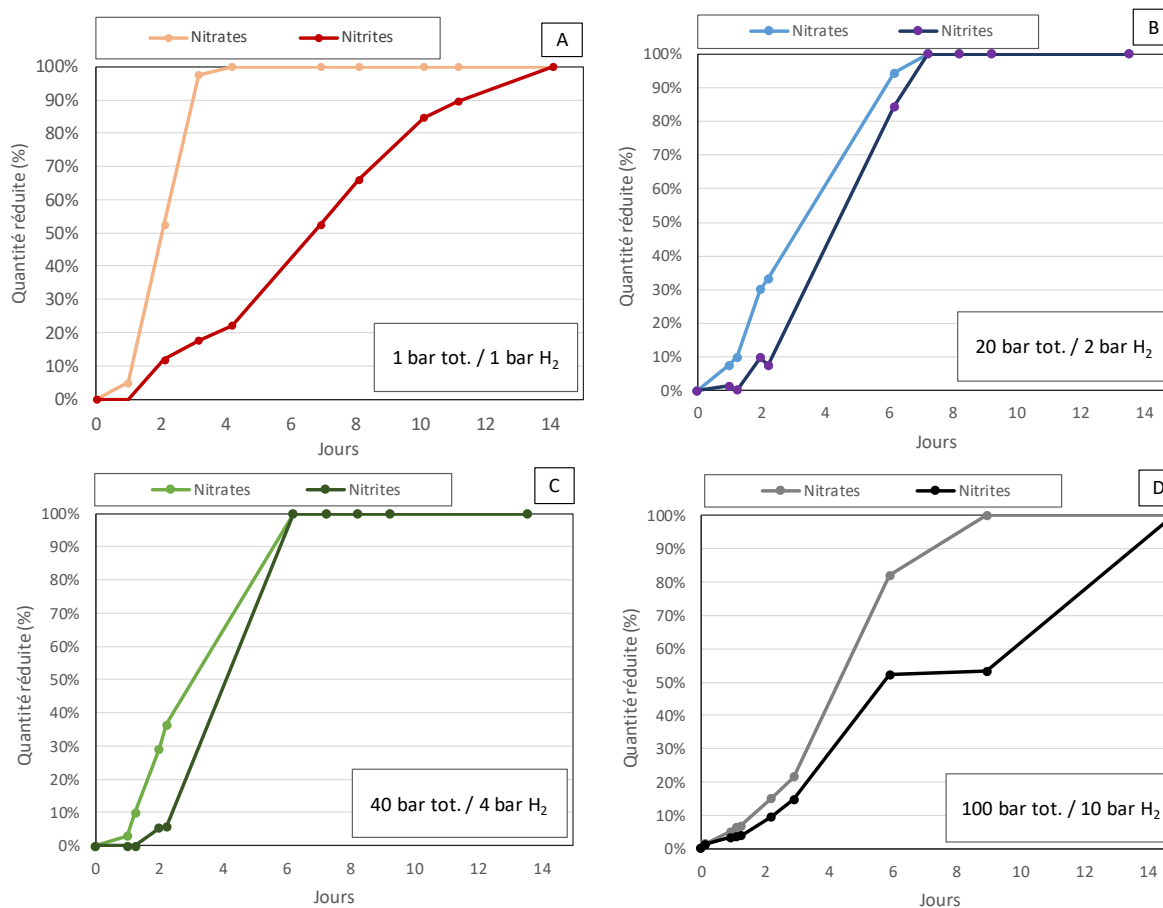 Nitrates Nitrites
A
Quantité réduite (%)
100%
90%
80%
70%
60%
50%
40%
30%
20%
10%
0%
1 bar tot. / 1 bar H₂
0 2 4 6 8 10 12 14
Jours
Nitrates Nitrites
B
Quantité réduite (%)
100%
90%
80%
70%
60%
50%
40%
30%
20%
10%
0%
20 bar tot. / 2 bar H₂
0 2 4 6 8 10 12 14
Jours
Nitrates Nitrites
C
Quantité réduite (%)
100%
90%
80%
70%
60%
50%
40%
30%
20%
10%
0%
40 bar tot. / 4 bar H₂
0 2 4 6 8 10 12 14
Jours
Nitrates Nitrites
D
Quantité réduite (%)
100%
90%
80%
70%
60%
50%
40%
30%
20%
10%
0%
100 bar tot. / 10 bar H₂
0 2 4 6 8 10 12 14
Jours